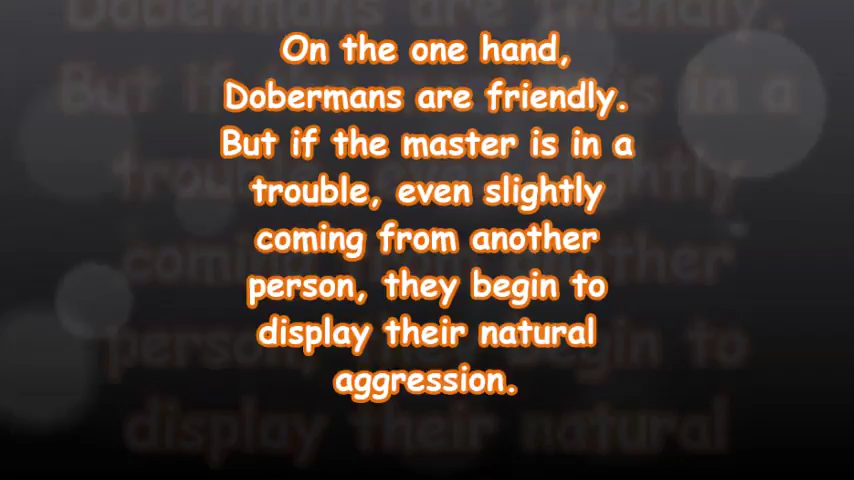 On the one hand,
Dobermans are friendly.
But if the master is in a
trouble, even slightly
coming from another
person, they begin to
display their natural
aggression.